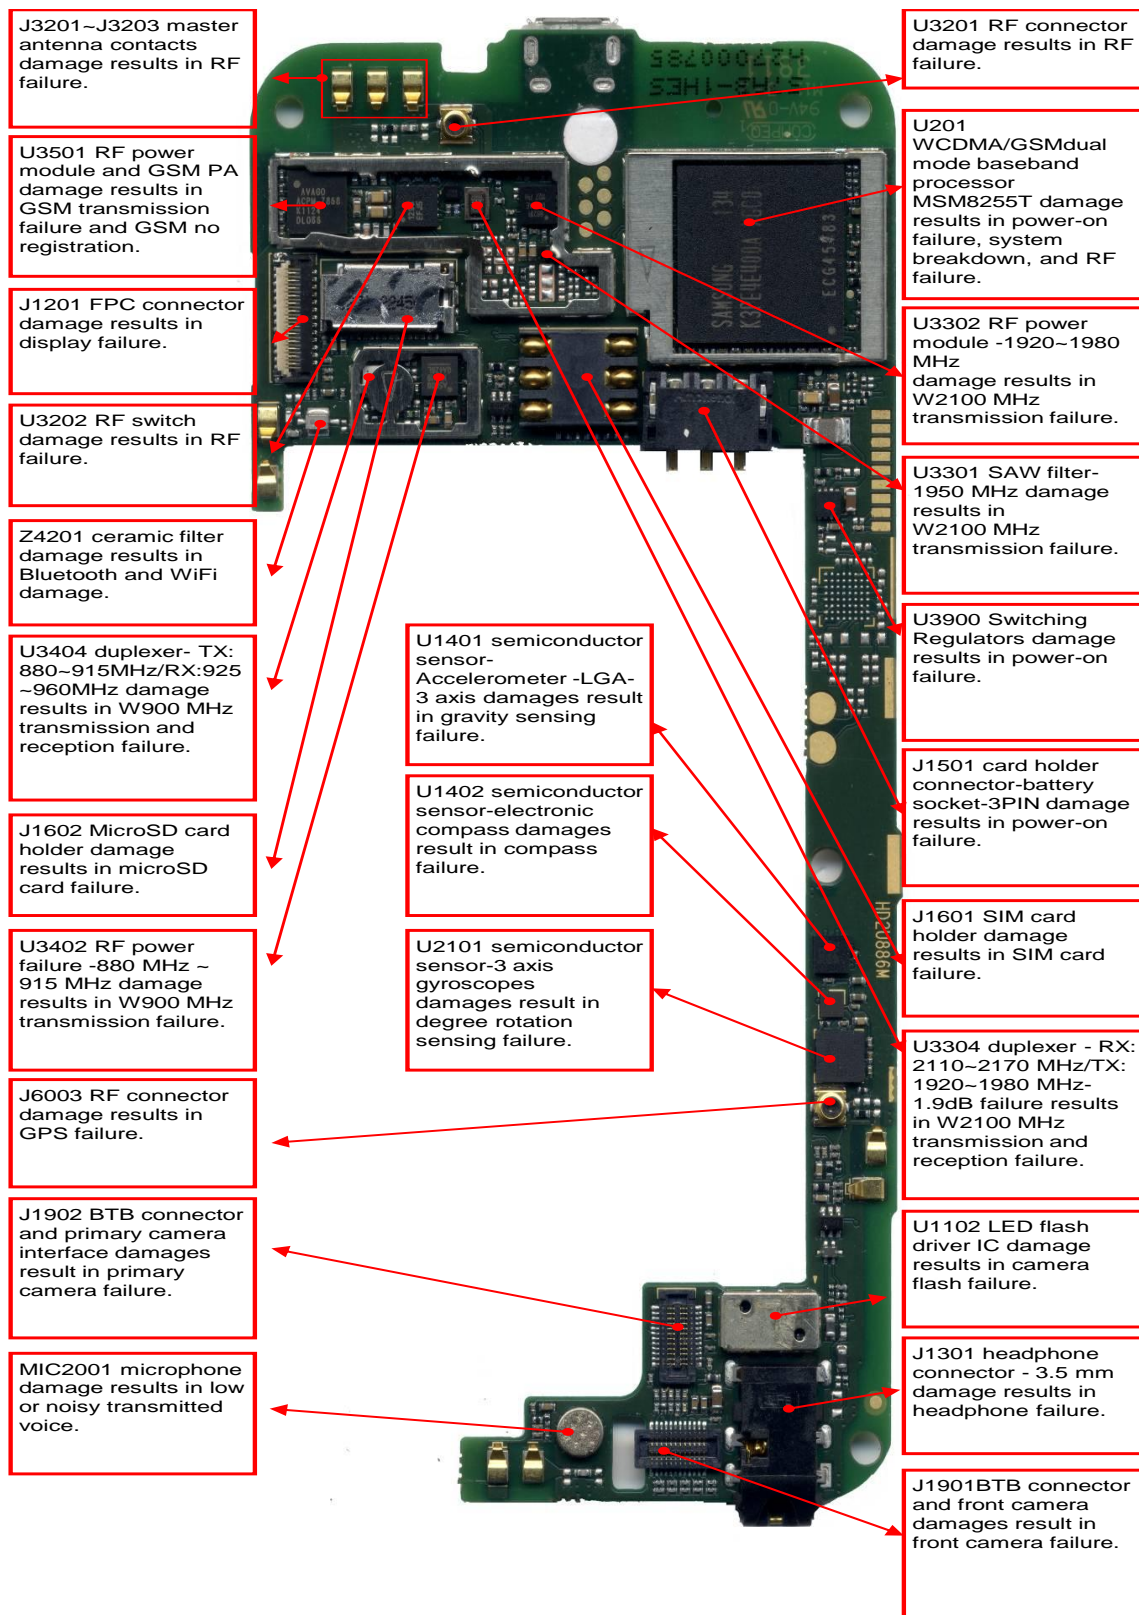 J3201~J3203 master
antenna contacts
damage results in RF
failure.
U3501 RF power
module and GSM PA
damage results in
GSM transmission
failure and GSM no
registration.
J1201 FPC connector
damage results in
display failure.
U3202 RF switch
damage results in RF
failure.
Z4201 ceramic filter
damage results in
Bluetooth and WiFi
damage.
U3404 duplexer- TX:
880~915MHz/RX:925
~960MHz damage
results in W900 MHz
transmission and
reception failure.
J1602 MicroSD card
holder damage
results in microSD
card failure.
U3402 RF power
failure -880 MHz ~
915 MHz damage
results in W900 MHz
transmission failure.
J6003 RF connector
damage results in
GPS failure.
J1902 BTB connector
and primary camera
interface damages
result in primary
camera failure.
MIC2001 microphone
damage results in low
or noisy transmitted
voice.
U1401 semiconductor
sensor-
Accelerometer -LGA-
3 axis damages result
in gravity sensing
failure.
U1402 semiconductor
sensor-electronic
compass damages
result in compass
failure.
U2101 semiconductor
sensor-3 axis
gyroscopes
damages result in
degree rotation
sensing failure.
U3201 RF connector
damage results in RF
failure.
U201
WCDMA/GSMdual
mode baseband
processor
MSM8255T damage
results in power-on
failure, system
breakdown, and RF
failure.
U3302 RF power
module -1920~1980
MHz
damage results in
W2100 MHz
transmission failure.
U3301 SAW filter-
1950 MHz damage
results in
W2100 MHz
transmission failure.
U3900 Switching
Regulators damage
results in power-on
failure.
J1501 card holder
connector-battery
socket-3PIN damage
results in power-on
failure.
J1601 SIM card
holder damage
results in SIM card
failure.
U3304 duplexer - RX:
2110~2170 MHz/TX:
1920~1980 MHz-
1.9dB failure results
in W2100 MHz
transmission and
reception failure.
U1102 LED flash
driver IC damage
results in camera
flash failure.
J1301 headphone
connector - 3.5 mm
damage results in
headphone failure.
J1901BTB connector
and front camera
damages result in
front camera failure.
94V-0
AVAGO
SAMSUNG
ECG45183
HD20886M